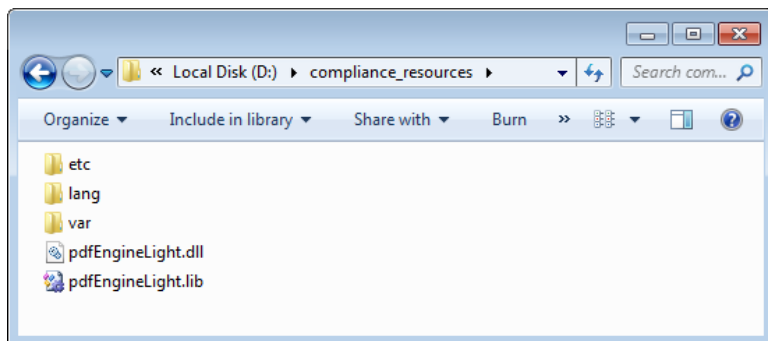 « Local Disk (D:) ▸ compliance_resources ▸ Search com...
Organize ▾ Include in library ▾ Share with ▾ Burn »
etc
lang
var
pdfEngineLight.dll
pdfEngineLight.lib